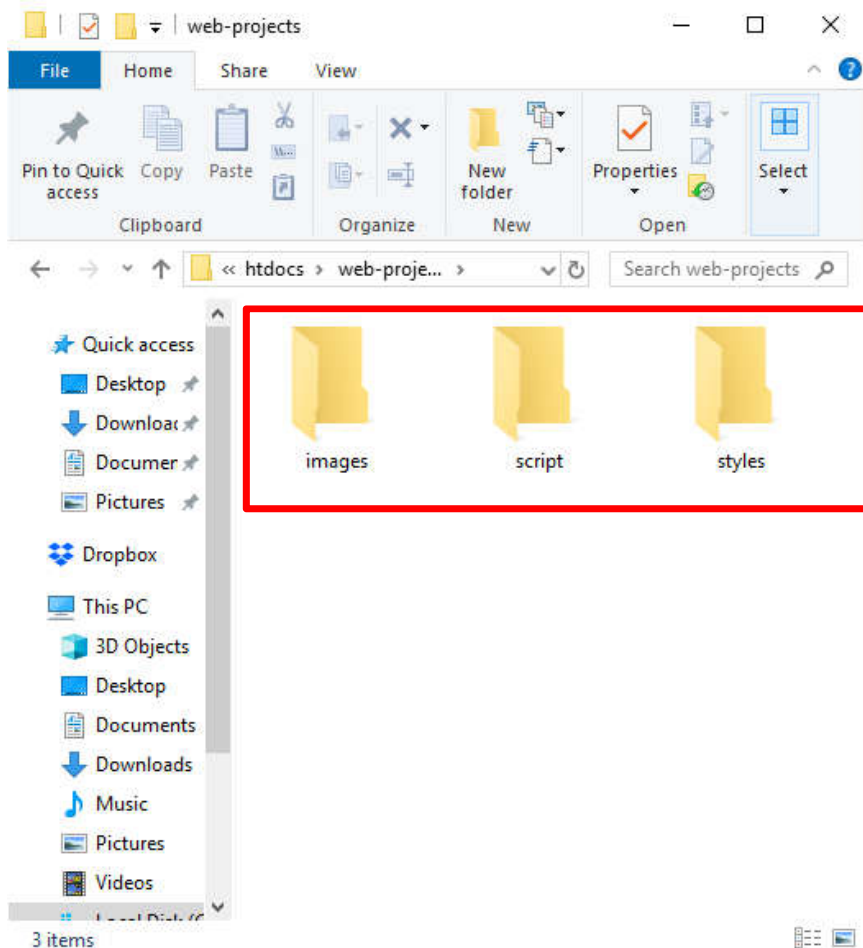 web-projects
File Home Share View
Pin to Quick access Copy Paste New folder Properties Select
Clipboard Organize New Open
« htdocs › web-proje... › Search web-projects
Quick access
Desktop
Downloac
Documer
Pictures
Dropbox
This PC
3D Objects
Desktop
Documents
Downloads
Music
Pictures
Videos
images script styles
3 items